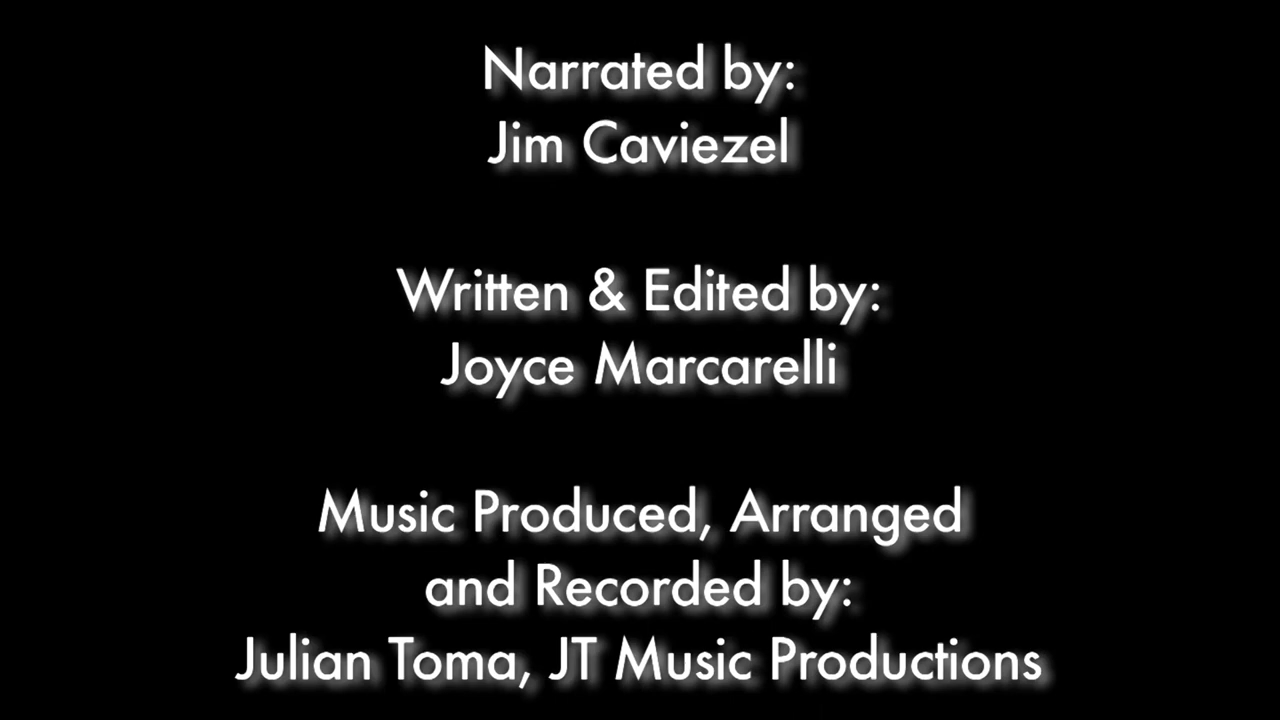 Narrated by:
Jim Caviezel
Written & Edited by:
Joyce Marcarelli
Music Produced, Arranged
and Recorded by:
Julian Toma, JT Music Productions